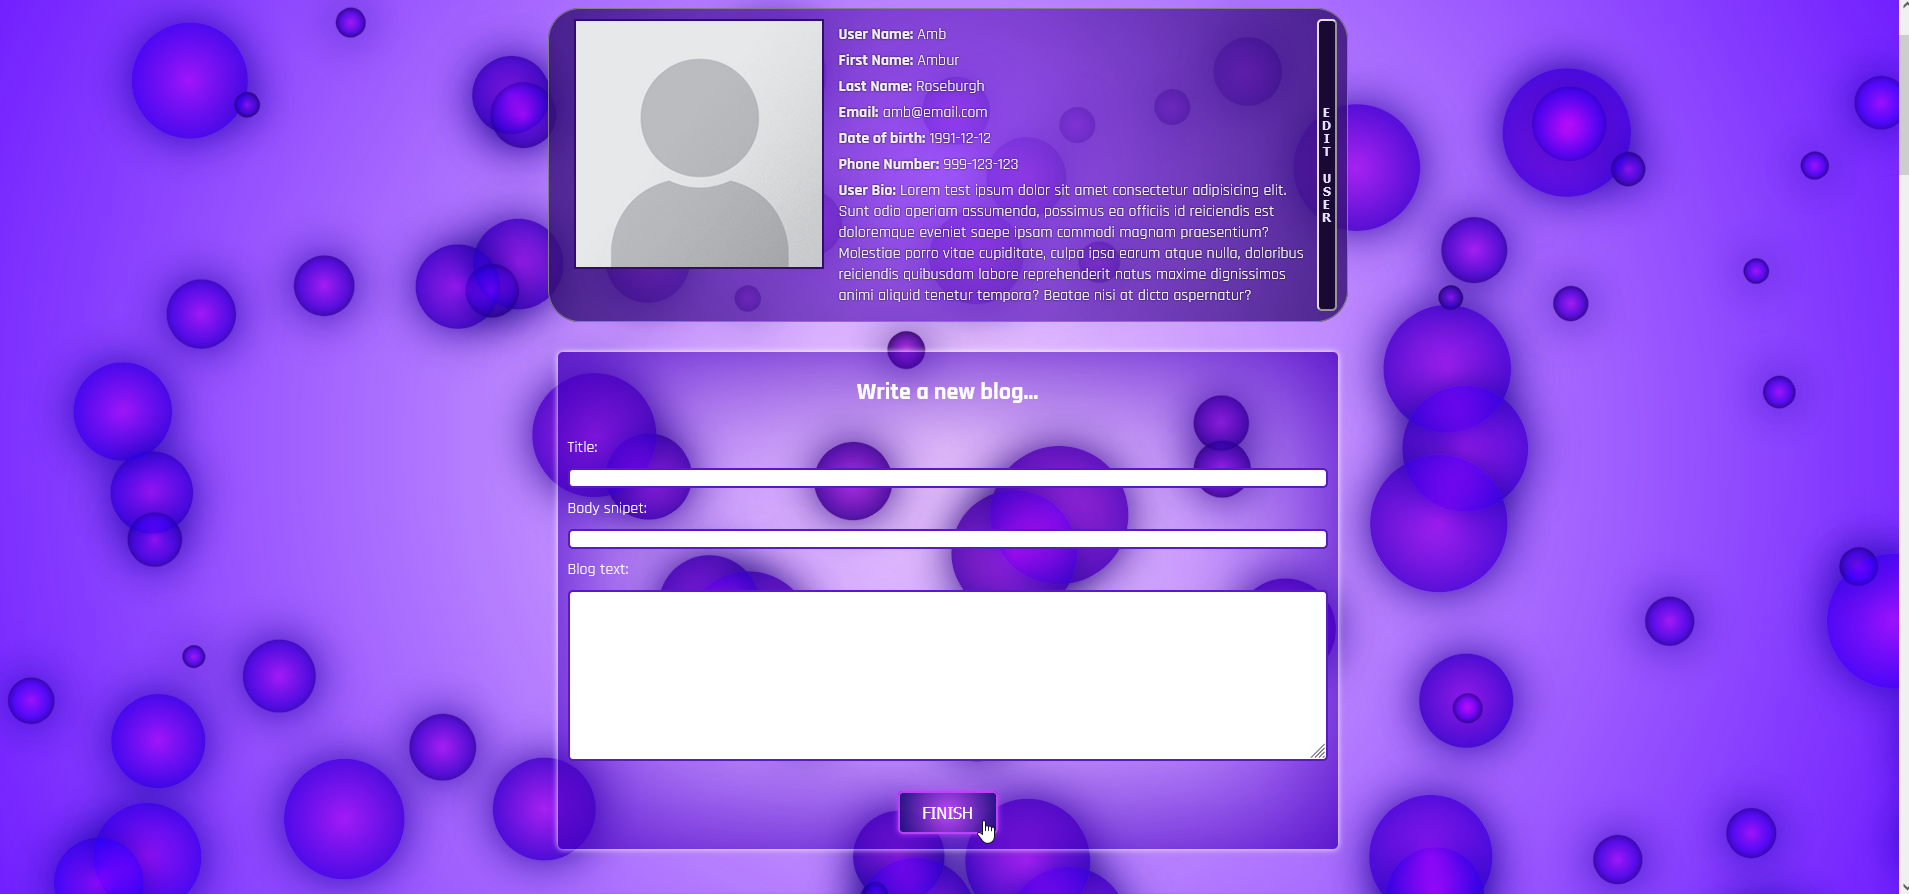 User Name: Amb
First Name: Ambur
Last Name: Roseburgh
Email: amb@email.com
Date of birth: 1991-12-12
Phone Number: 999-123-123
User Bio: Lorem test ipsum dolor sit amet consectetur adipisicing elit.
Sunt odio aperiam assumenda, possimus ea officiis id reiciendis est
doloremque eveniet saepe ipsam commodi magnam praesentium?
Molestiae porro vitae cupiditate, culpa ipsa earum atque nulla, doloribus
reiciendis quibusdam labore reprehenderit natus maxime dignissimos
animi aliquid tenetur tempora? Beatae nisi at dicta aspernatur?
EDIT USER
Write a new blog...
Title:
Body snipet:
Blog text:
FINISH